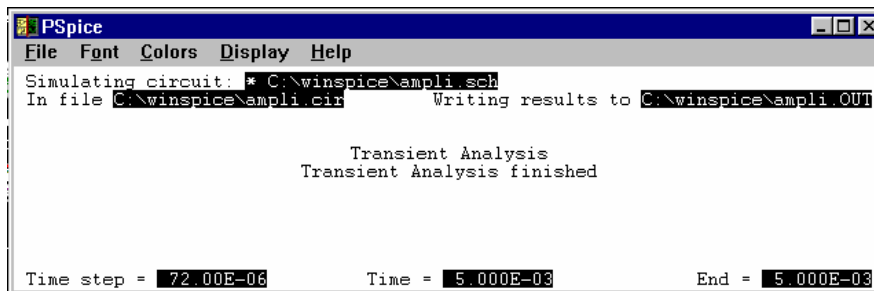 PSpice
File Font Colors Display Help
Simulating circuit: * C:\winspice\ampli.sch
In file C:\winspice\ampli.cir Writing results to C:\winspice\ampli.OUT
Transient Analysis
Transient Analysis finished
Time step = 72.00E-06 Time = 5.000E-03 End = 5.000E-03